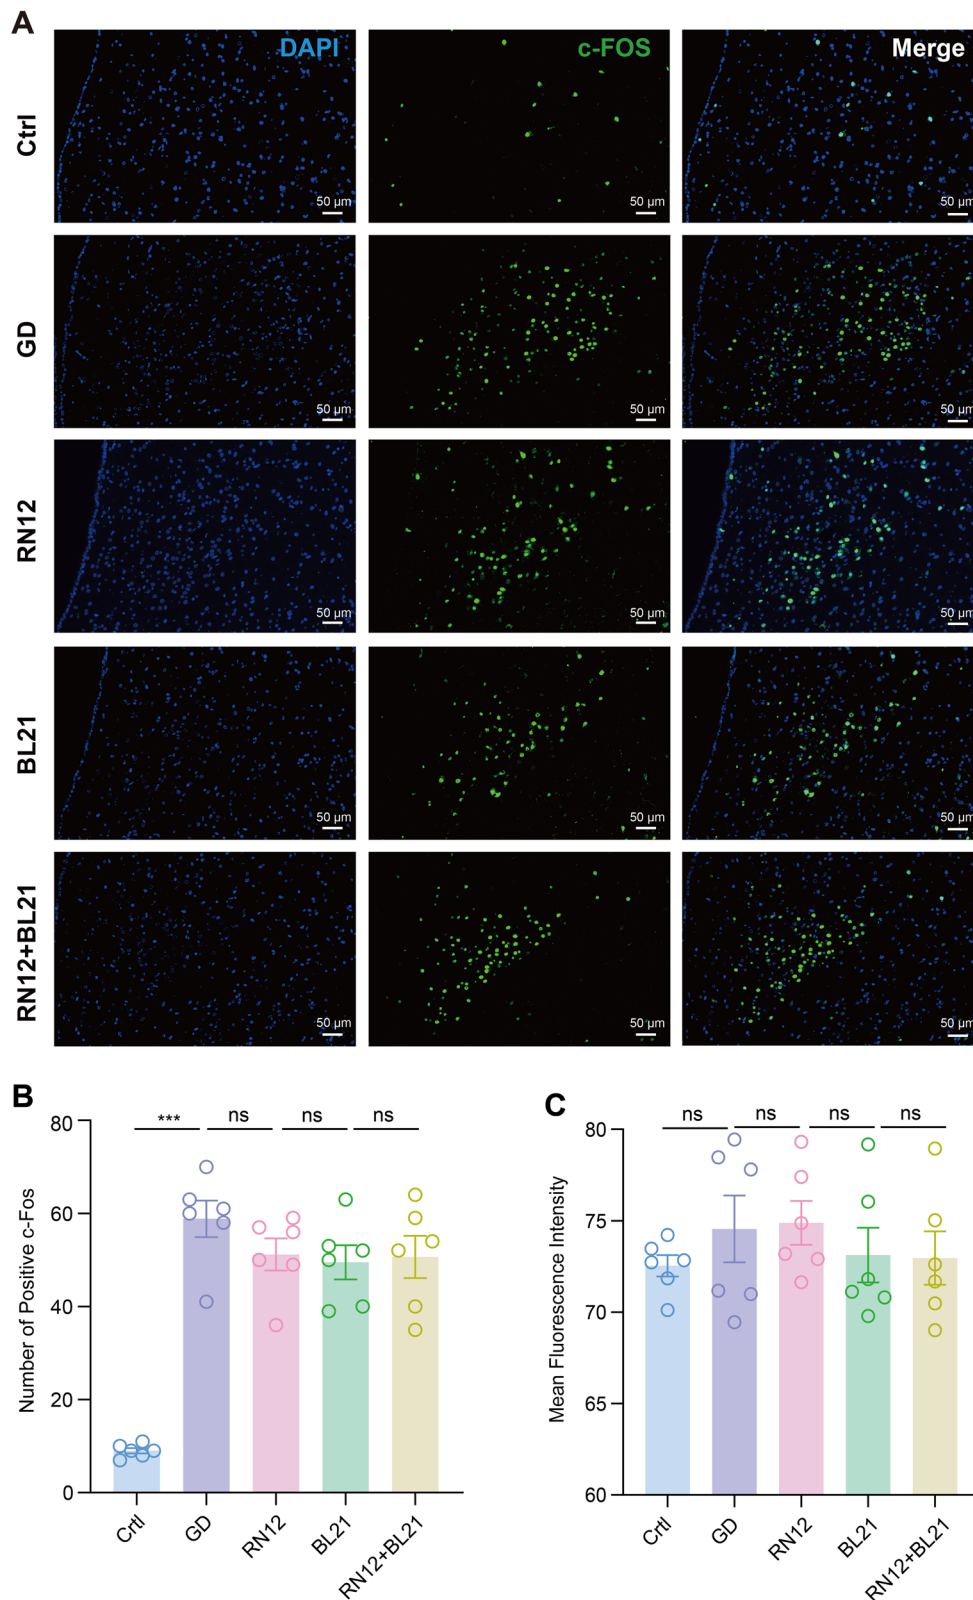 A
DAPI
c-FOS
Merge
Ctrl
50 µm
50 µm
50 µm
GD
50 µm
50 µm
50 µm
RN12
50 µm
50 µm
50 µm
BL21
50 µm
50 µm
50 µm
RN12+BL21
50 µm
50 µm
50 µm
B
Number of Positive c-Fos
80
60
40
20
0
***
ns
ns
ns
Crtl
GD
RN12
BL21
RN12+BL21
C
Mean Fluorescence Intensity
80
75
70
65
60
ns
ns
ns
ns
Crtl
GD
RN12
BL21
RN12+BL21